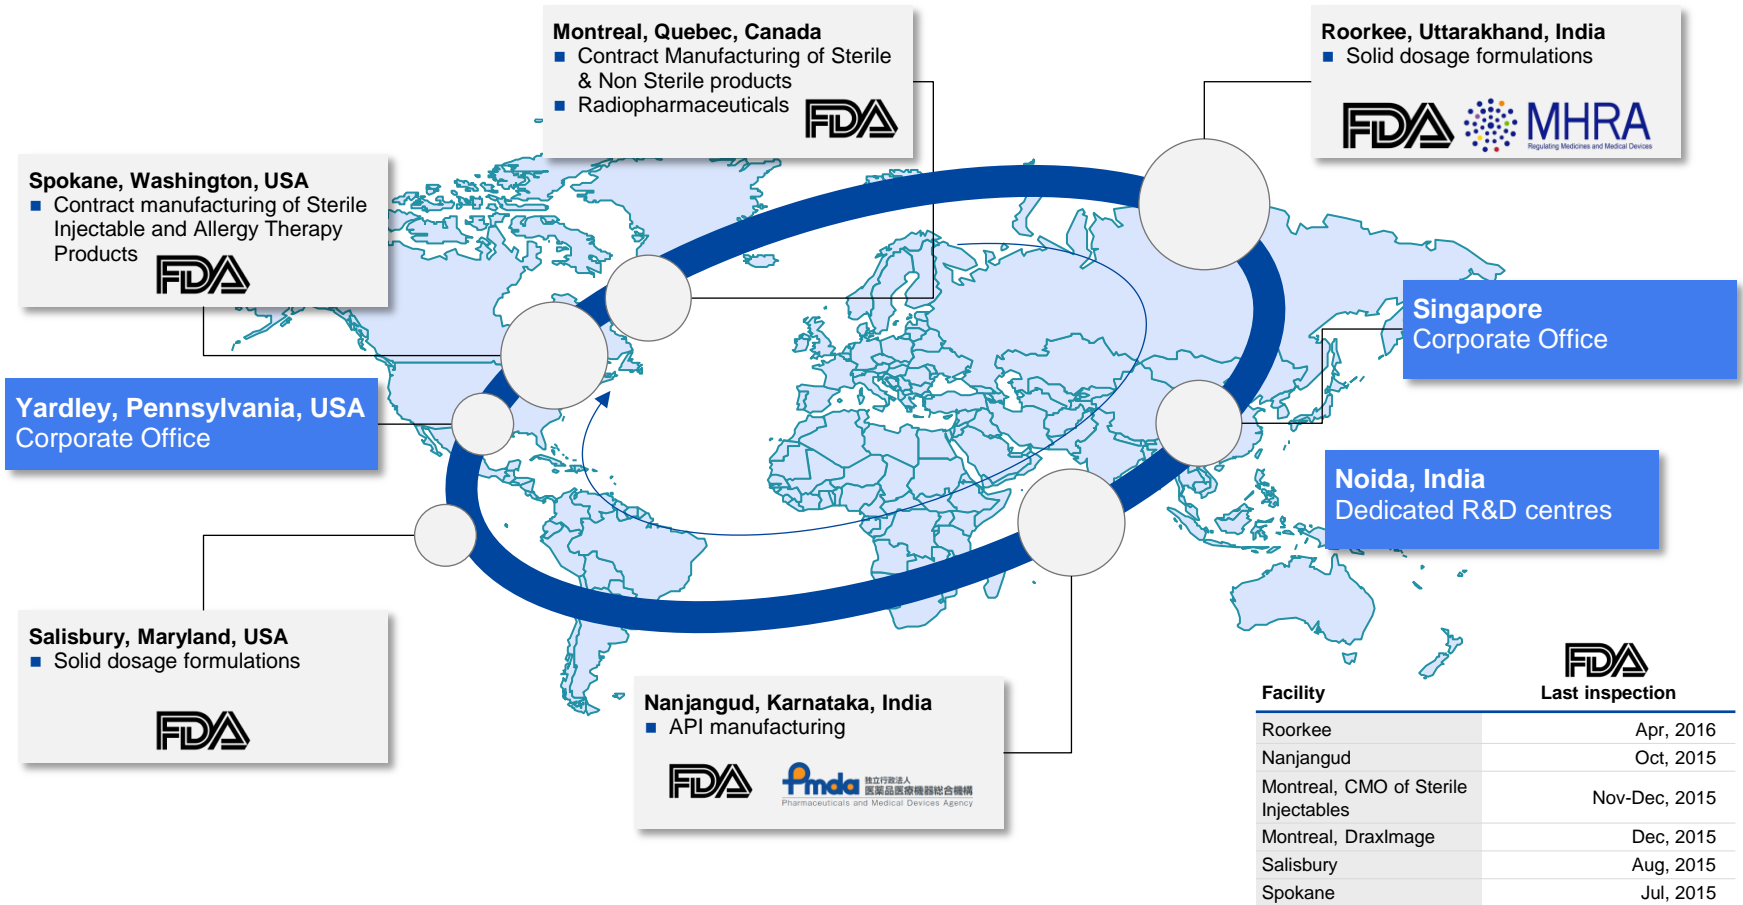 Montreal, Quebec, Canada
Contract Manufacturing of Sterile
& Non Sterile products
Radiopharmaceuticals
FDA
Roorkee, Uttarakhand, India
Solid dosage formulations
FDA
MHRA
Regulating Medicines and Medical Devices
Spokane, Washington, USA
Contract manufacturing of Sterile
Injectable and Allergy Therapy
Products
FDA
Singapore
Corporate Office
Yardley, Pennsylvania, USA
Corporate Office
Noida, India
Dedicated R&D centres
Salisbury, Maryland, USA
Solid dosage formulations
FDA
Nanjangud, Karnataka, India
API manufacturing
FDA
Pmda
独立行政法人
医薬品医療機器総合機構
Pharmaceuticals and Medical Devices Agency
FDA
Facility Last inspection
Roorkee Apr, 2016
Nanjangud Oct, 2015
Montreal, CMO of Sterile
Injectables Nov-Dec, 2015
Montreal, DraxImage Dec, 2015
Salisbury Aug, 2015
Spokane Jul, 2015